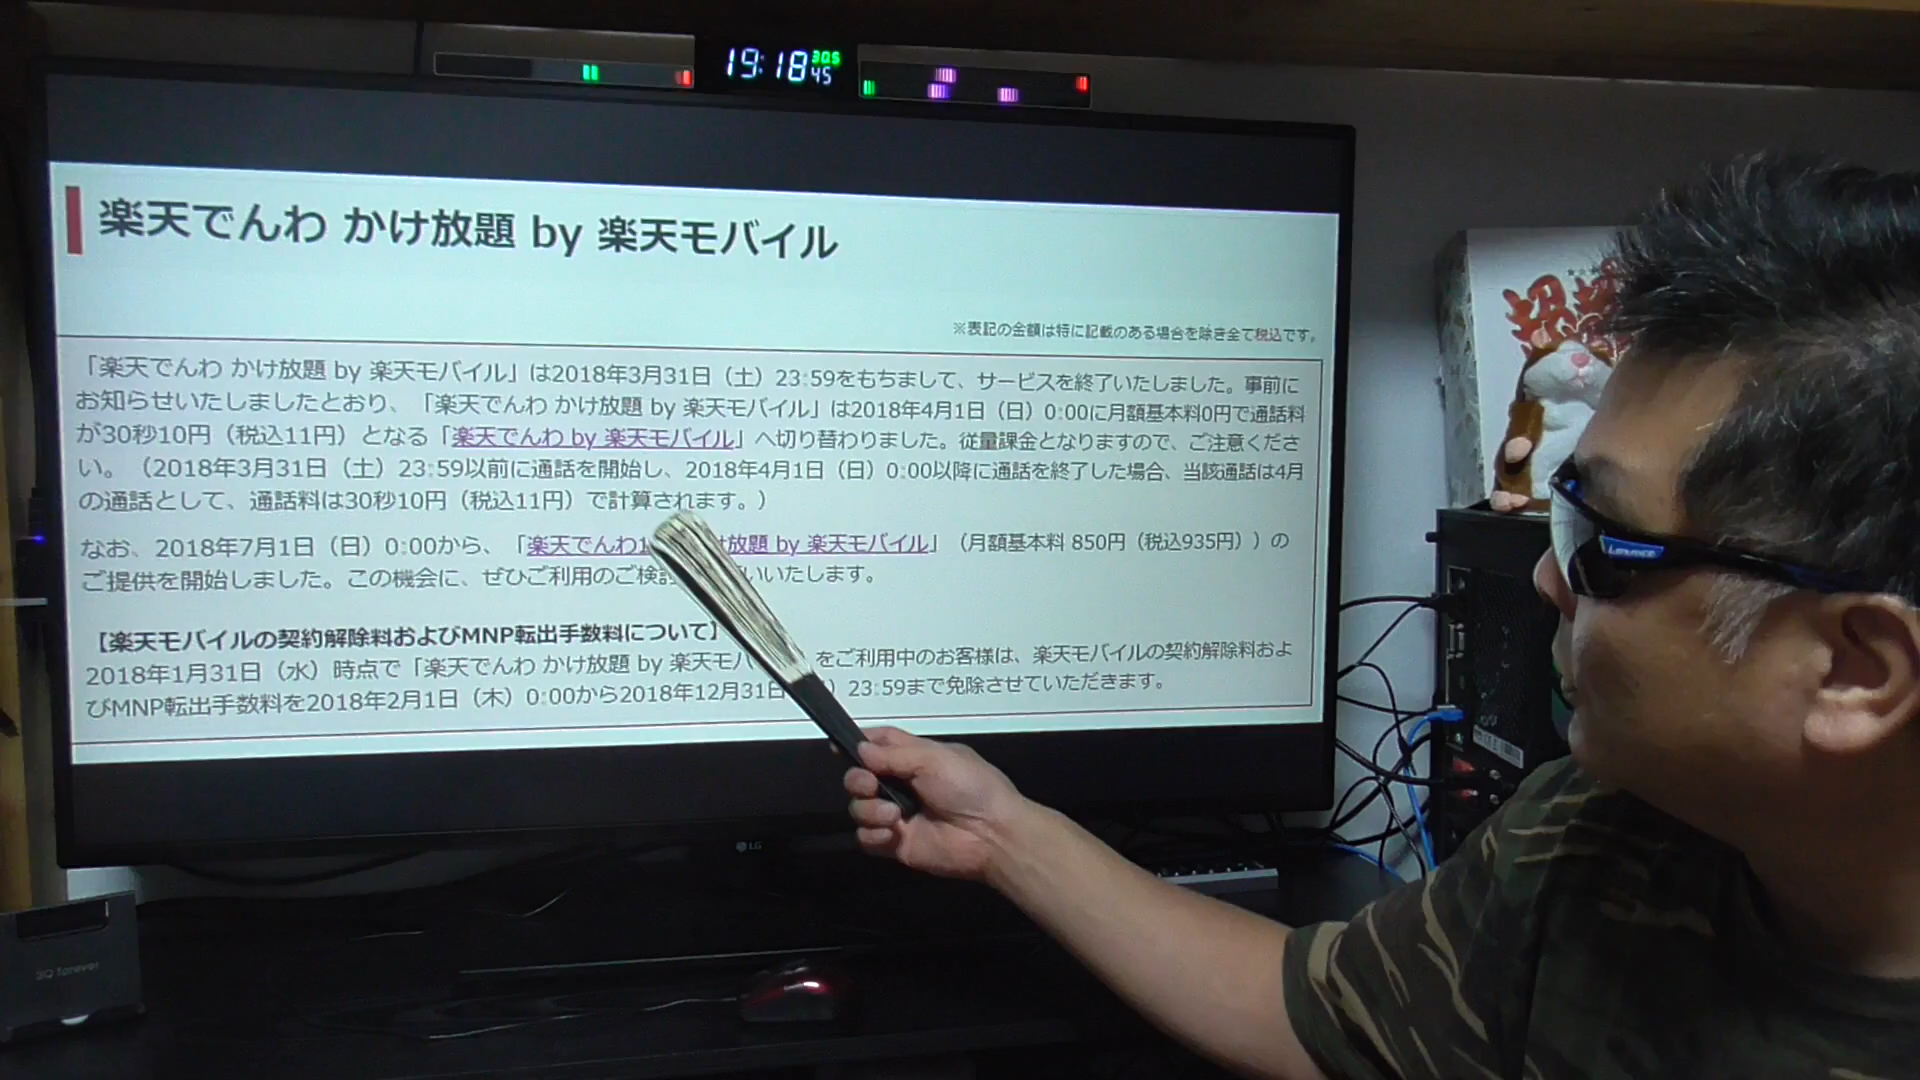 19:18 30S 45
楽天でんわ かけ放題 by 楽天モバイル
※表記の金額は特に記載のある場合を除き全て税込です。
「楽天でんわ かけ放題 by 楽天モバイル」は2018年3月31日（土）23:59をもちまして、サービスを終了いたしました。事前に
お知らせいたしましたとおり、「楽天でんわ かけ放題 by 楽天モバイル」は2018年4月1日（日）0:00に月額基本料0円で通話料
が30秒10円（税込11円）となる「楽天でんわ by 楽天モバイル」へ切り替わりました。従量課金となりますので、ご注意くださ
い。（2018年3月31日（土）23:59以前に通話を開始し、2018年4月1日（日）0:00以降に通話を終了した場合、当該通話は4月
の通話として、通話料は30秒10円（税込11円）で計算されます。）
なお、2018年7月1日（日）0:00から、「楽天でんわ け放題 by 楽天モバイル」（月額基本料 850円（税込935円））の
ご提供を開始しました。この機会に、ぜひご利用のご検討 いいたします。
【楽天モバイルの契約解除料およびMNP転出手数料について】
2018年1月31日（水）時点で「楽天でんわ かけ放題 by 楽天モバ をご利用中のお客様は、楽天モバイルの契約解除料およ
びMNP転出手数料を2018年2月1日（木）0:00から2018年12月31日 ）23:59まで免除させていただきます。
LG
3Q forever